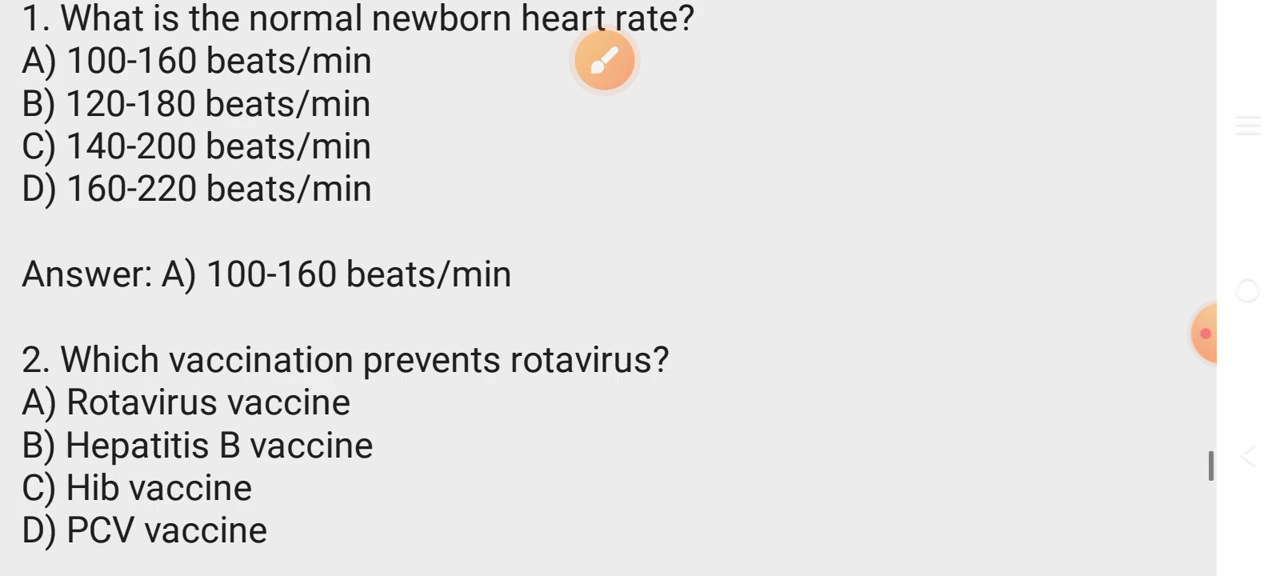 1. What is the normal newborn heart rate?
A) 100-160 beats/min
B) 120-180 beats/min
C) 140-200 beats/min
D) 160-220 beats/min
Answer: A) 100-160 beats/min
2. Which vaccination prevents rotavirus?
A) Rotavirus vaccine
B) Hepatitis B vaccine
C) Hib vaccine
D) PCV vaccine